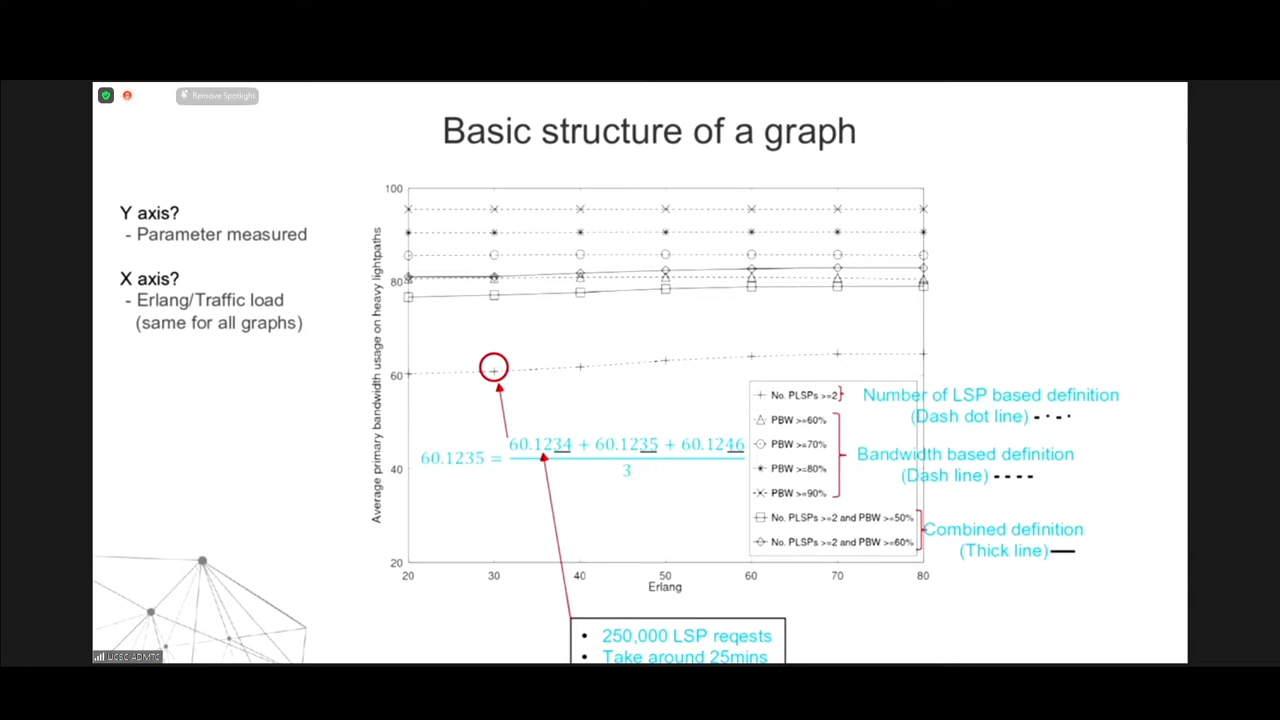 Remove Spotlight
Basic structure of a graph
Y axis?
- Parameter measured
X axis?
- Erlang/Traffic load
(same for all graphs)
Average primary bandwidth usage on heavy lightpaths
100
80
60
40
20
20 30 40 50 60 70 80
Erlang
No. PLSPs >=2
PBW >=60%
PBW >=70%
PBW >=80%
PBW >=90%
No. PLSPs >=2 and PBW >=50%
No. PLSPs >=2 and PBW >=60%
Number of LSP based definition
(Dash dot line)
Bandwidth based definition
(Dash line)
Combined definition
(Thick line)
60.1234 + 60.1235 + 60.1246
60.1235 =
3
• 250,000 LSP reqests
• Take around 25mins
UCSC ADMTC